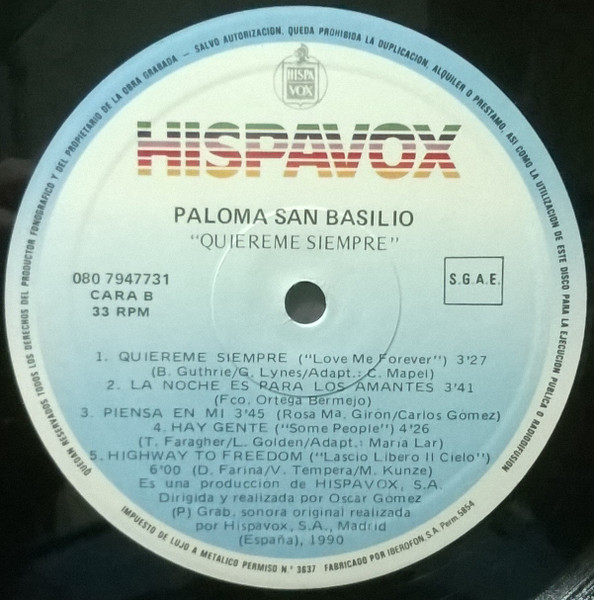 QUEDAN RESERVADOS TODOS LOS DERECHOS DEL PRODUCTOR FONOGRAFICO Y DEL PROPIETARIO DE LA OBRA GRABADA — SALVO AUTORIZACION, QUEDA PROHIBIDA LA DUPLICACION, ALQUILER O PRESTAMO, ASI COMO LA UTILIZACION DE ESTE DISCO PARA LA EJECUCION PUBLICA O RADIODIFUSION
HISPA
VOX
HISPAVOX
PALOMA SAN BASILIO
"QUIEREME SIEMPRE"
080 7947731
CARA B
33 RPM
S.G.A.E.
1. QUIEREME SIEMPRE ("Love Me Forever") 3'27
(B. Guthrie/G. Lynes/Adapt.: C. Mapel)
2. LA NOCHE ES PARA LOS AMANTES 3'41
(Fco. Ortega Bermejo)
3. PIENSA EN MI 3'45 (Rosa Ma. Girón/Carlos Gómez)
4. HAY GENTE ("Some People") 4'26
(T. Faragher/L. Golden/Adapt.: María Lar)
5. HIGHWAY TO FREEDOM ("Lascio Libero Il Cielo")
6'00 (D. Farina/V. Tempera/M. Kunze)
Es una producción de HISPAVOX, S.A.
Dirigida y realizada por Oscar Gómez
(P) Grab. sonora original realizada
por Hispavox, S.A., Madrid
(España), 1990
IMPUESTO DE LUJO A METALICO PERMISO N.º 3637 FABRICADO POR IBEROFON, S.A. Perm. 5854